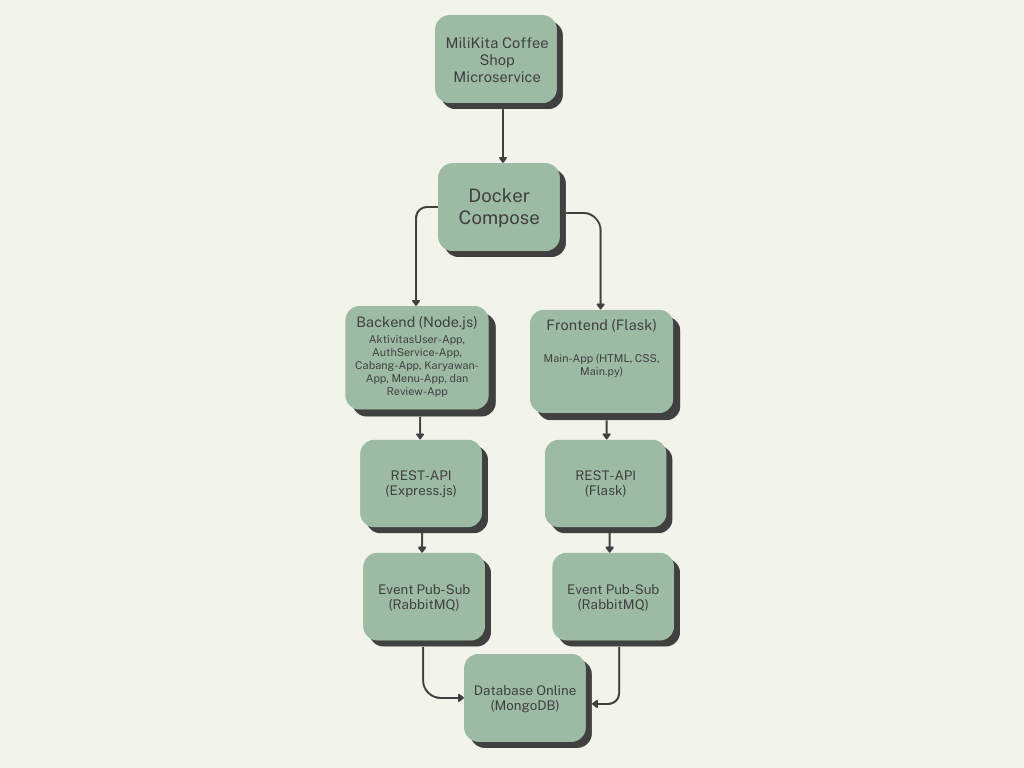 MiliKita Coffee
Shop
Microservice
Docker
Compose
Backend (Node.js)
AktivitasUser-App,
AuthService-App,
Cabang-App, Karyawan-
App, Menu-App, dan
Review-App
Frontend (Flask)
Main-App (HTML, CSS,
Main.py)
REST-API
(Express.js)
REST-API
(Flask)
Event Pub-Sub
(RabbitMQ)
Event Pub-Sub
(RabbitMQ)
Database Online
(MongoDB)